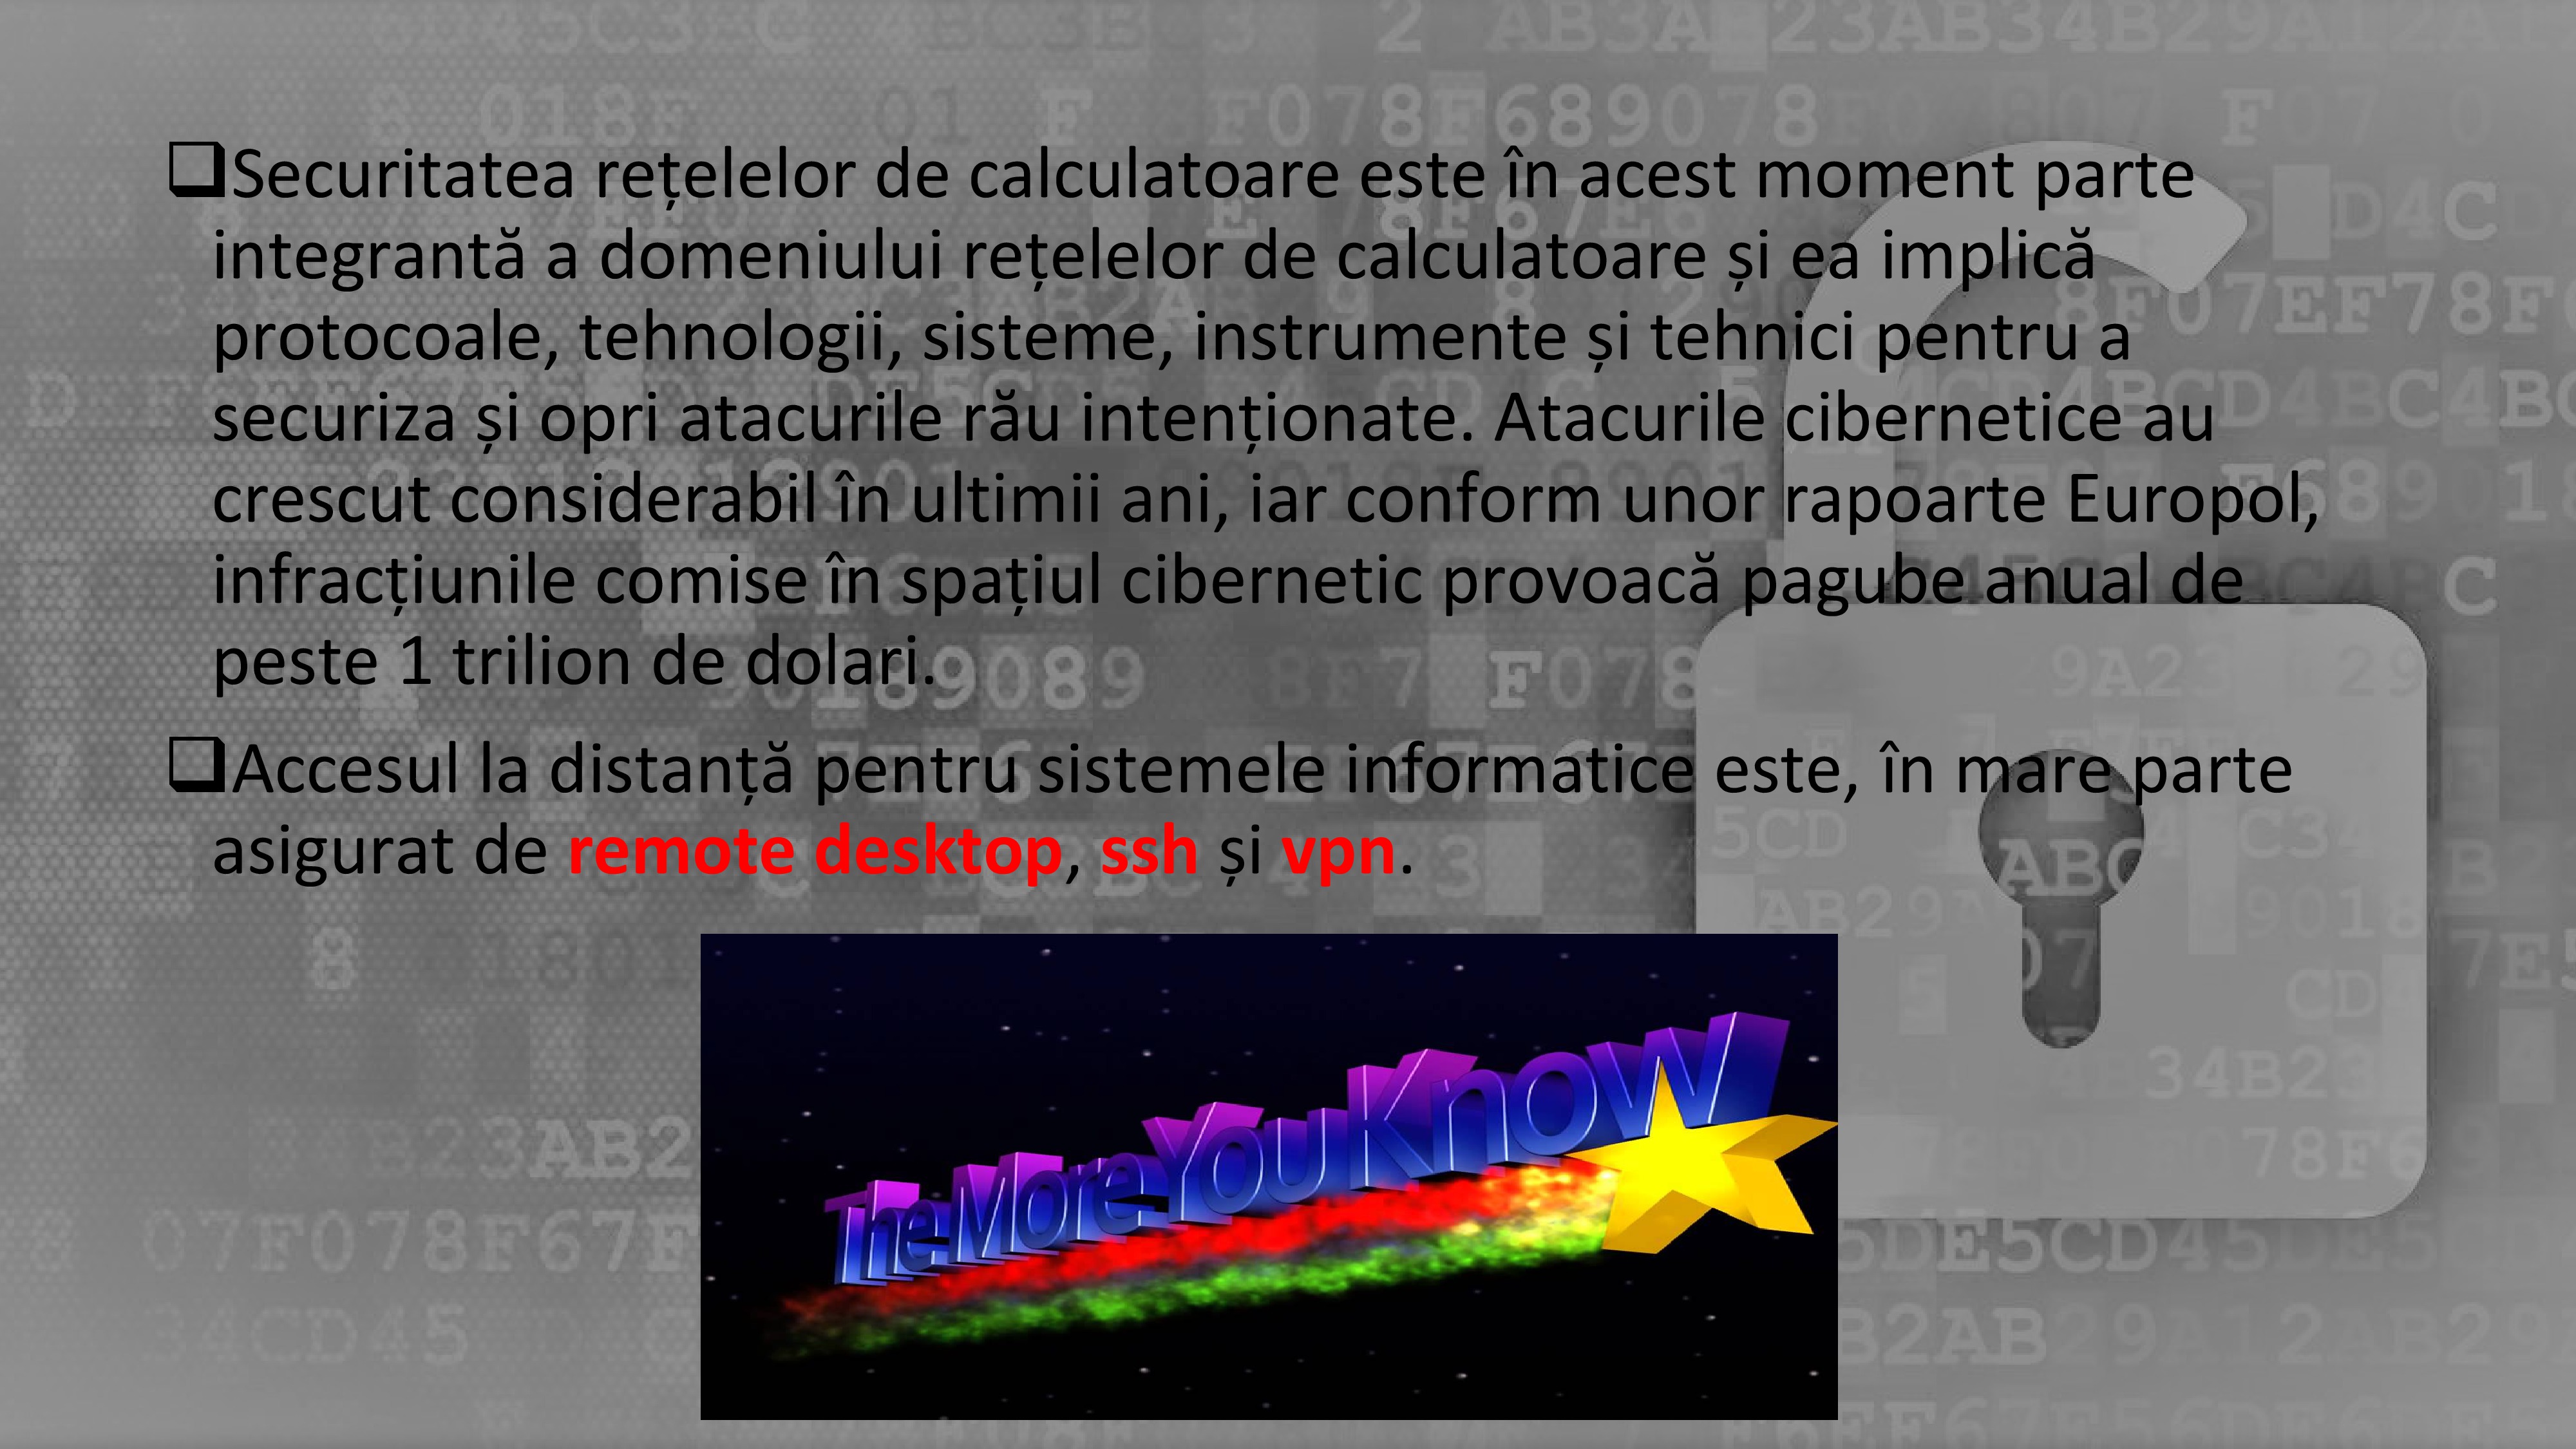 ❑Securitatea rețelelor de calculatoare este în acest moment parte
integrantă a domeniului rețelelor de calculatoare și ea implică
protocoale, tehnologii, sisteme, instrumente și tehnici pentru a
securiza și opri atacurile rău intenționate. Atacurile cibernetice au
crescut considerabil în ultimii ani, iar conform unor rapoarte Europol,
infracțiunile comise în spațiul cibernetic provoacă pagube anual de
peste 1 trilion de dolari.
❑Accesul la distanță pentru sistemele informatice este, în mare parte
asigurat de remote desktop, ssh și vpn.
The More You Know